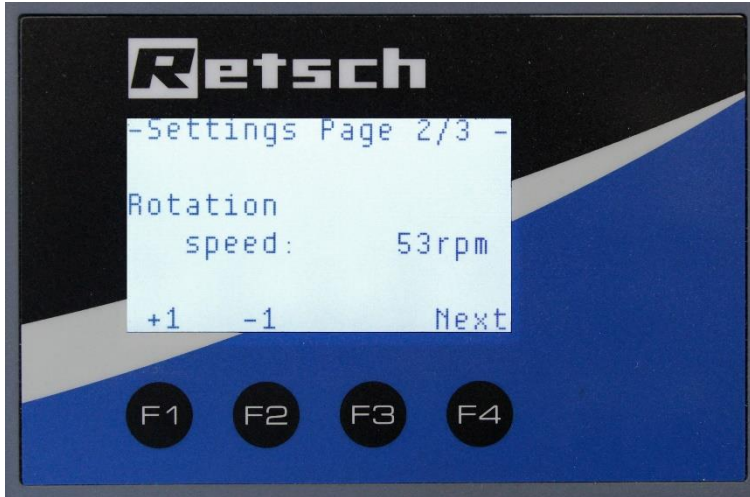 Retsch
-Settings Page 2/3 -
Rotation
speed: 53rpm
+1 -1 Next
F1 F2 F3 F4